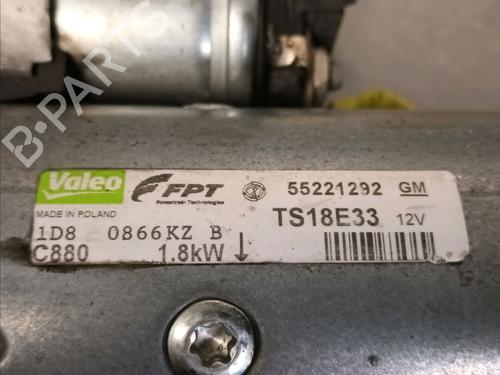 B-PARTS
Valeo FPT 55221292 GM
Powertrain Technologies
MADE IN POLAND TS18E33 12V
1D8 0866KZ B
C880 1.8kW ↓